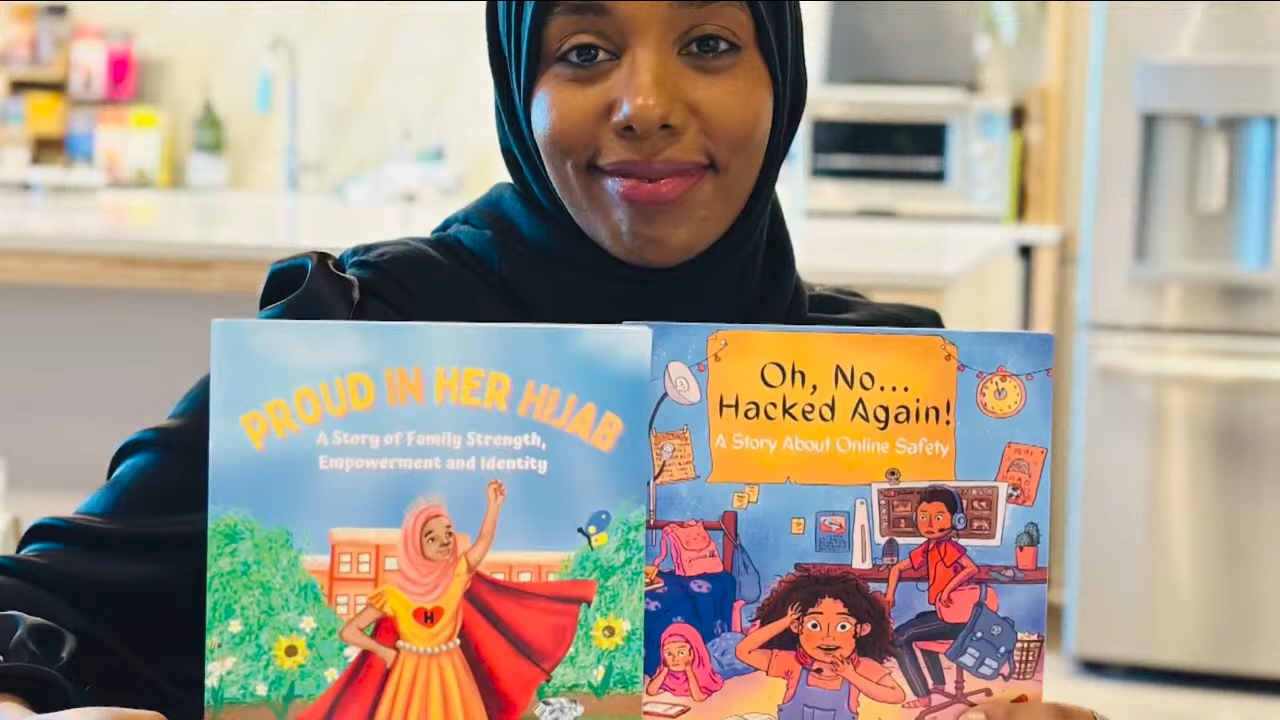 PROUD IN HER HIJAB
A Story of Family Strength,
Empowerment and Identity
H
Oh, No...
Hacked Again!
A Story About Online Safety